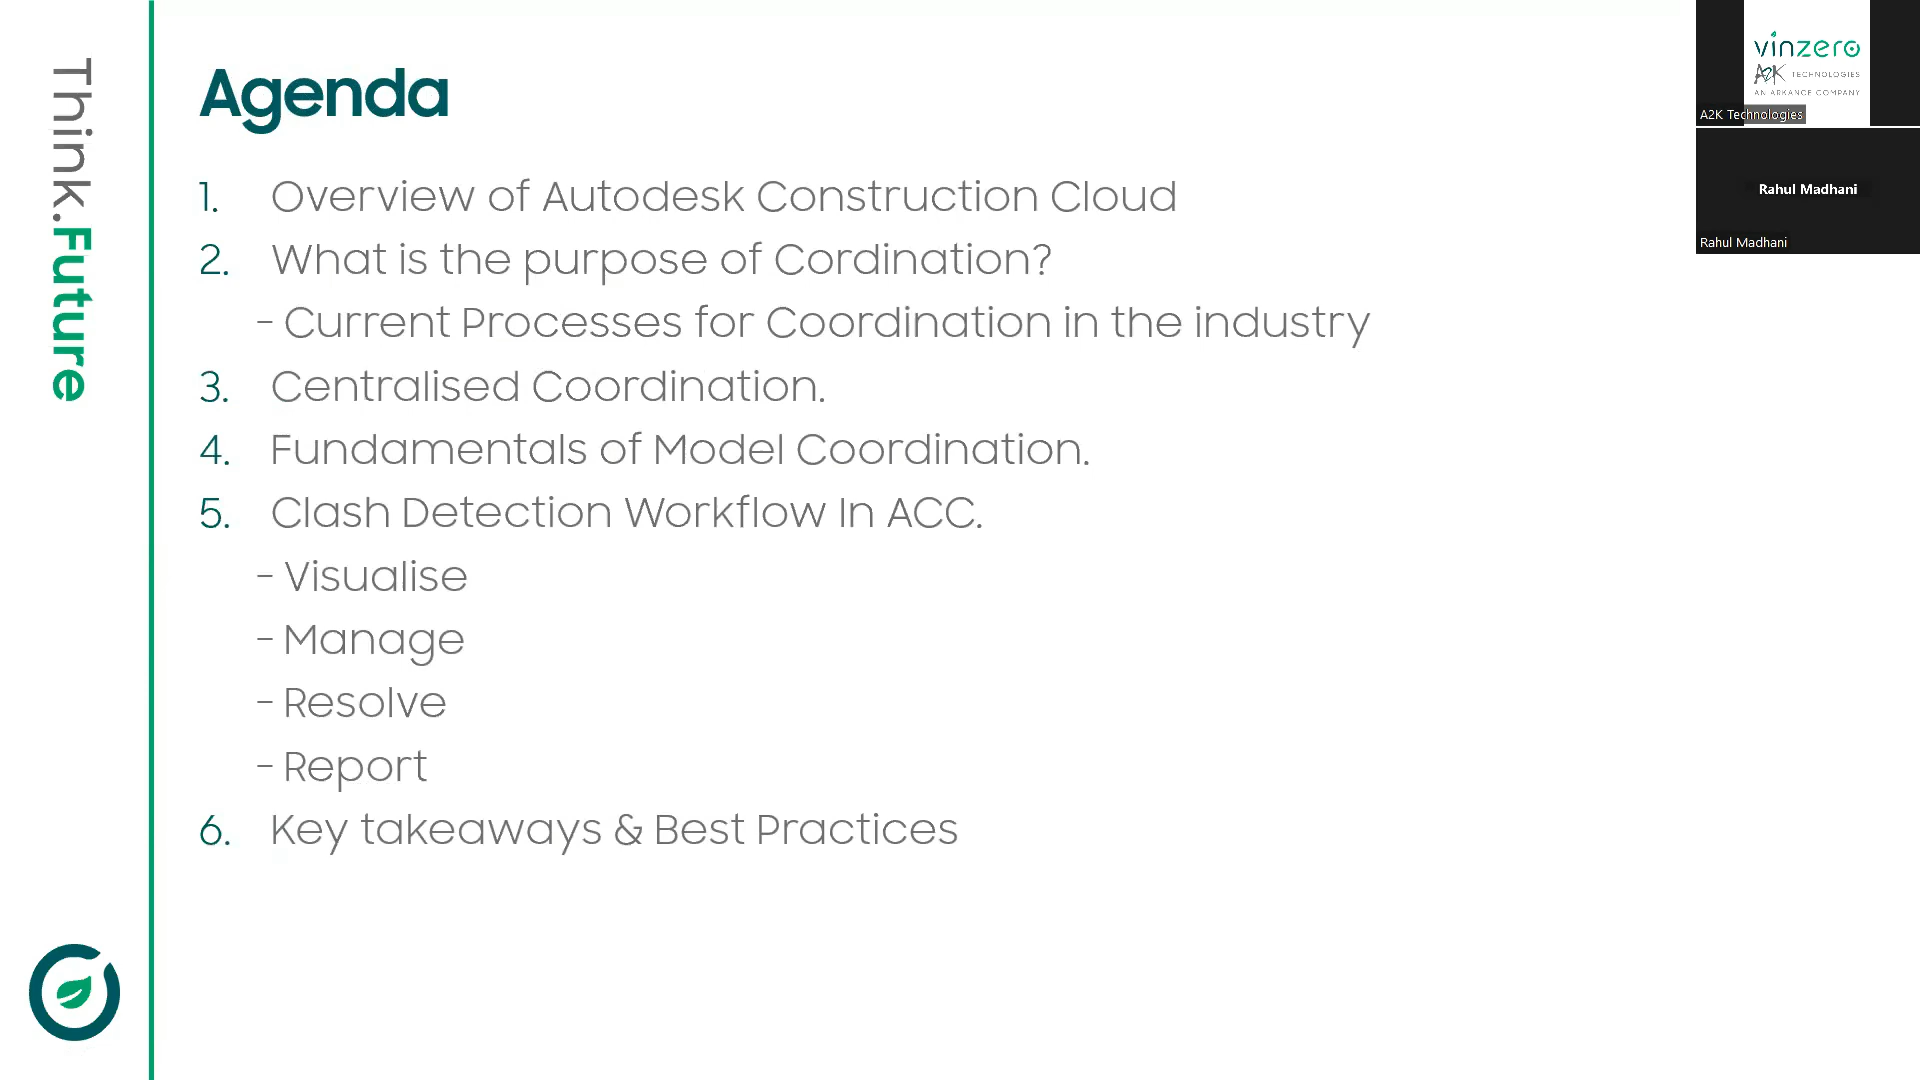 Think.Future
Agenda
1. Overview of Autodesk Construction Cloud
2. What is the purpose of Cordination?
- Current Processes for Coordination in the industry
3. Centralised Coordination.
4. Fundamentals of Model Coordination.
5. Clash Detection Workflow In ACC.
- Visualise
- Manage
- Resolve
- Report
6. Key takeaways & Best Practices
vinzero
A2K TECHNOLOGIES
AN ARKANCE COMPANY
A2K Technologies
Rahul Madhani
Rahul Madhani